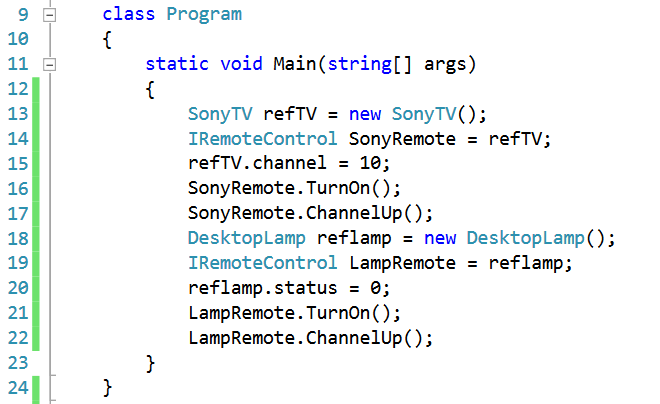 9 class Program
10 {
11 static void Main(string[] args)
12 {
13 SonyTV refTV = new SonyTV();
14 IRemoteControl SonyRemote = refTV;
15 refTV.channel = 10;
16 SonyRemote.TurnOn();
17 SonyRemote.ChannelUp();
18 DesktopLamp reflamp = new DesktopLamp();
19 IRemoteControl LampRemote = reflamp;
20 reflamp.status = 0;
21 LampRemote.TurnOn();
22 LampRemote.ChannelUp();
23 }
24 }